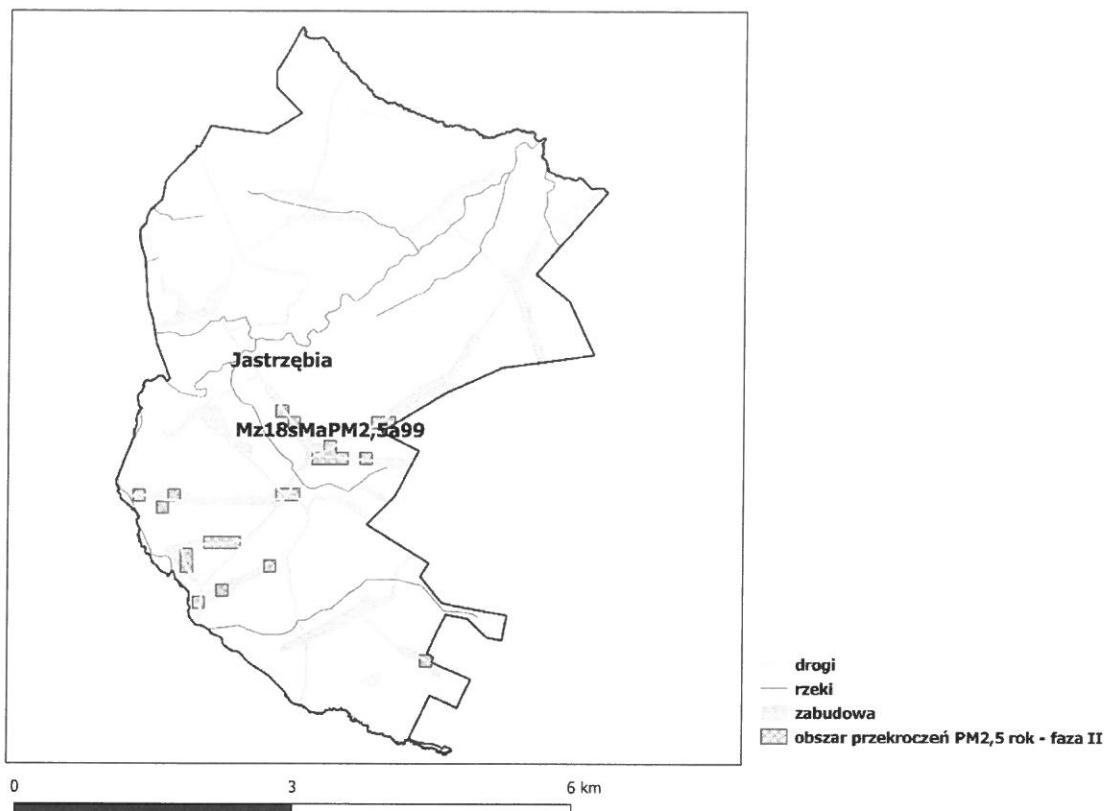 Jastrzębia
Mz18sMaPM2,5a99
drogi
rzeki
zabudowa
obszar przekroczeń PM2,5 rok - faza II
0 3 6 km